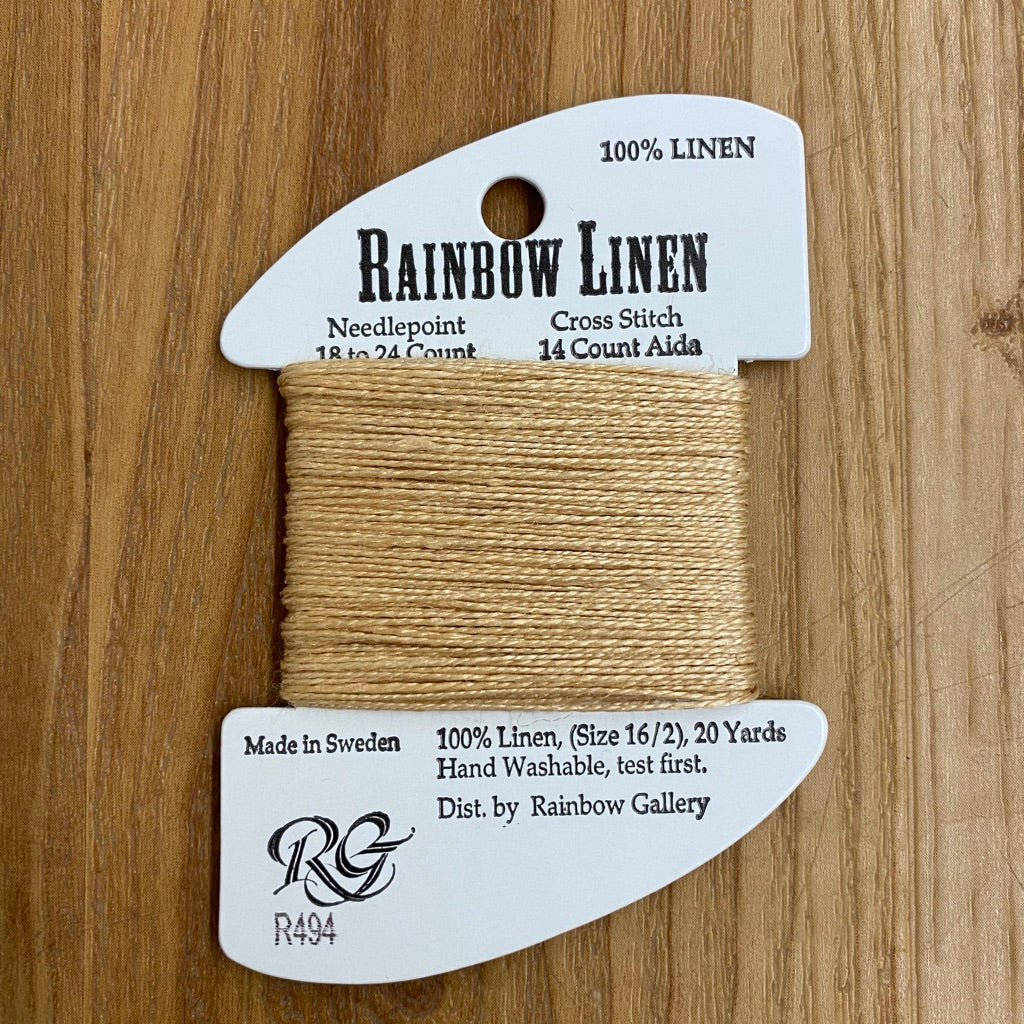 100% LINEN
RAINBOW LINEN
Needlepoint
18 to 24 Count
Cross Stitch
14 Count Aida
Made in Sweden
100% Linen, (Size 16/2), 20 Yards
Hand Washable, test first.
Dist. by Rainbow Gallery
RG
R494